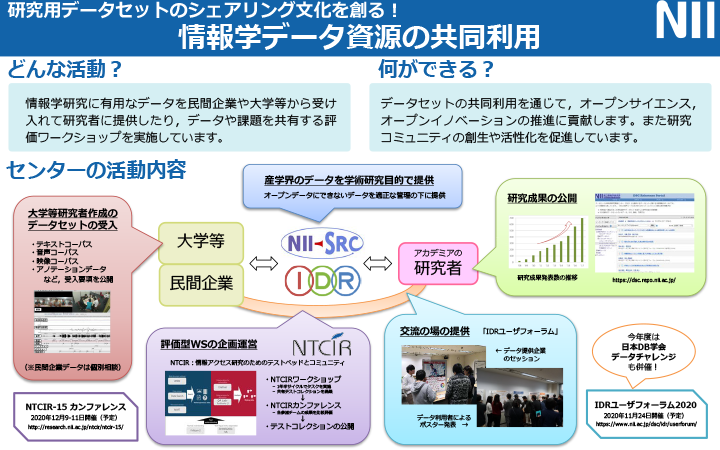 研究用データセットのシェアリング文化を創る！
情報学データ資源の共同利用
NII
どんな活動？
情報学研究に有用なデータを民間企業や大学等から受け
入れて研究者に提供したり，データや課題を共有する評
価ワークショップを実施しています。
何ができる？
データセットの共同利用を通じて，オープンサイエンス，
オープンイノベーションの推進に貢献します。また研究
コミュニティの創生や活性化を促進しています。
センターの活動内容
産学界のデータを学術研究目的で提供
オープンデータにできないデータを適正な管理の下に提供
大学等研究者作成の
データセットの受入
・テキストコーパス
・音声コーパス
・映像コーパス
・アノテーションデータ
など，受入要項を公開
（※民間企業データは個別相談）
大学等
民間企業
NII-SRC
IDR
アカデミアの
研究者
研究成果の公開
研究成果発表数の推移
https://dsc.repo.nii.ac.jp/
評価型WSの企画運営
NTCIR
NTCIR：情報アクセス研究のためのテストベッドとコミュニティ
・NTCIRワークショップ
・NTCIRカンファレンス
・テストコレクションの公開
交流の場の提供
「IDRユーザフォーラム」
← データ提供企業
のセッション
データ利用者による
ポスター発表 →
今年度は
日本DB学会
データチャレンジ
も併催！
NTCIR-15 カンファレンス
2020年12月9-11日開催（予定）
http://research.nii.ac.jp/ntcir/ntcir-15/
IDRユーザフォーラム2020
2020年11月24日開催（予定）
https://www.nii.ac.jp/dsc/idr/userforum/